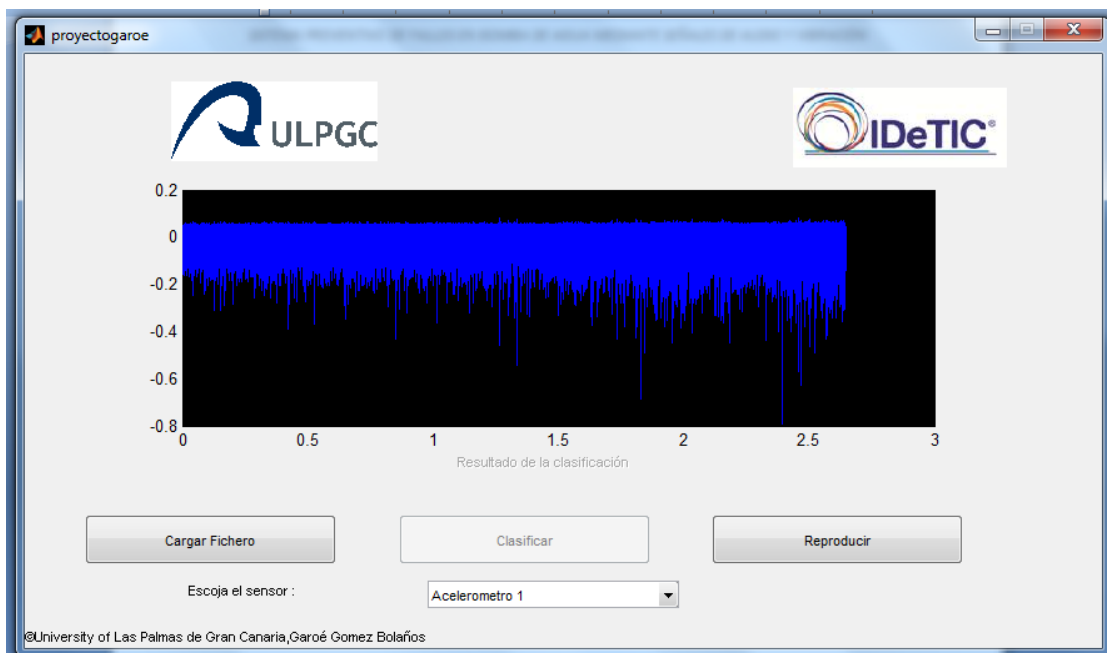 proyectogaroe
ULPGC
IDeTIC®
0.2
0
-0.2
-0.4
-0.6
-0.8
0 0.5 1 1.5 2 2.5 3
Resultado de la clasificación
Cargar Fichero
Clasificar
Reproducir
Escoja el sensor :
Acelerometro 1
©University of Las Palmas de Gran Canaria,Garoé Gomez Bolaños